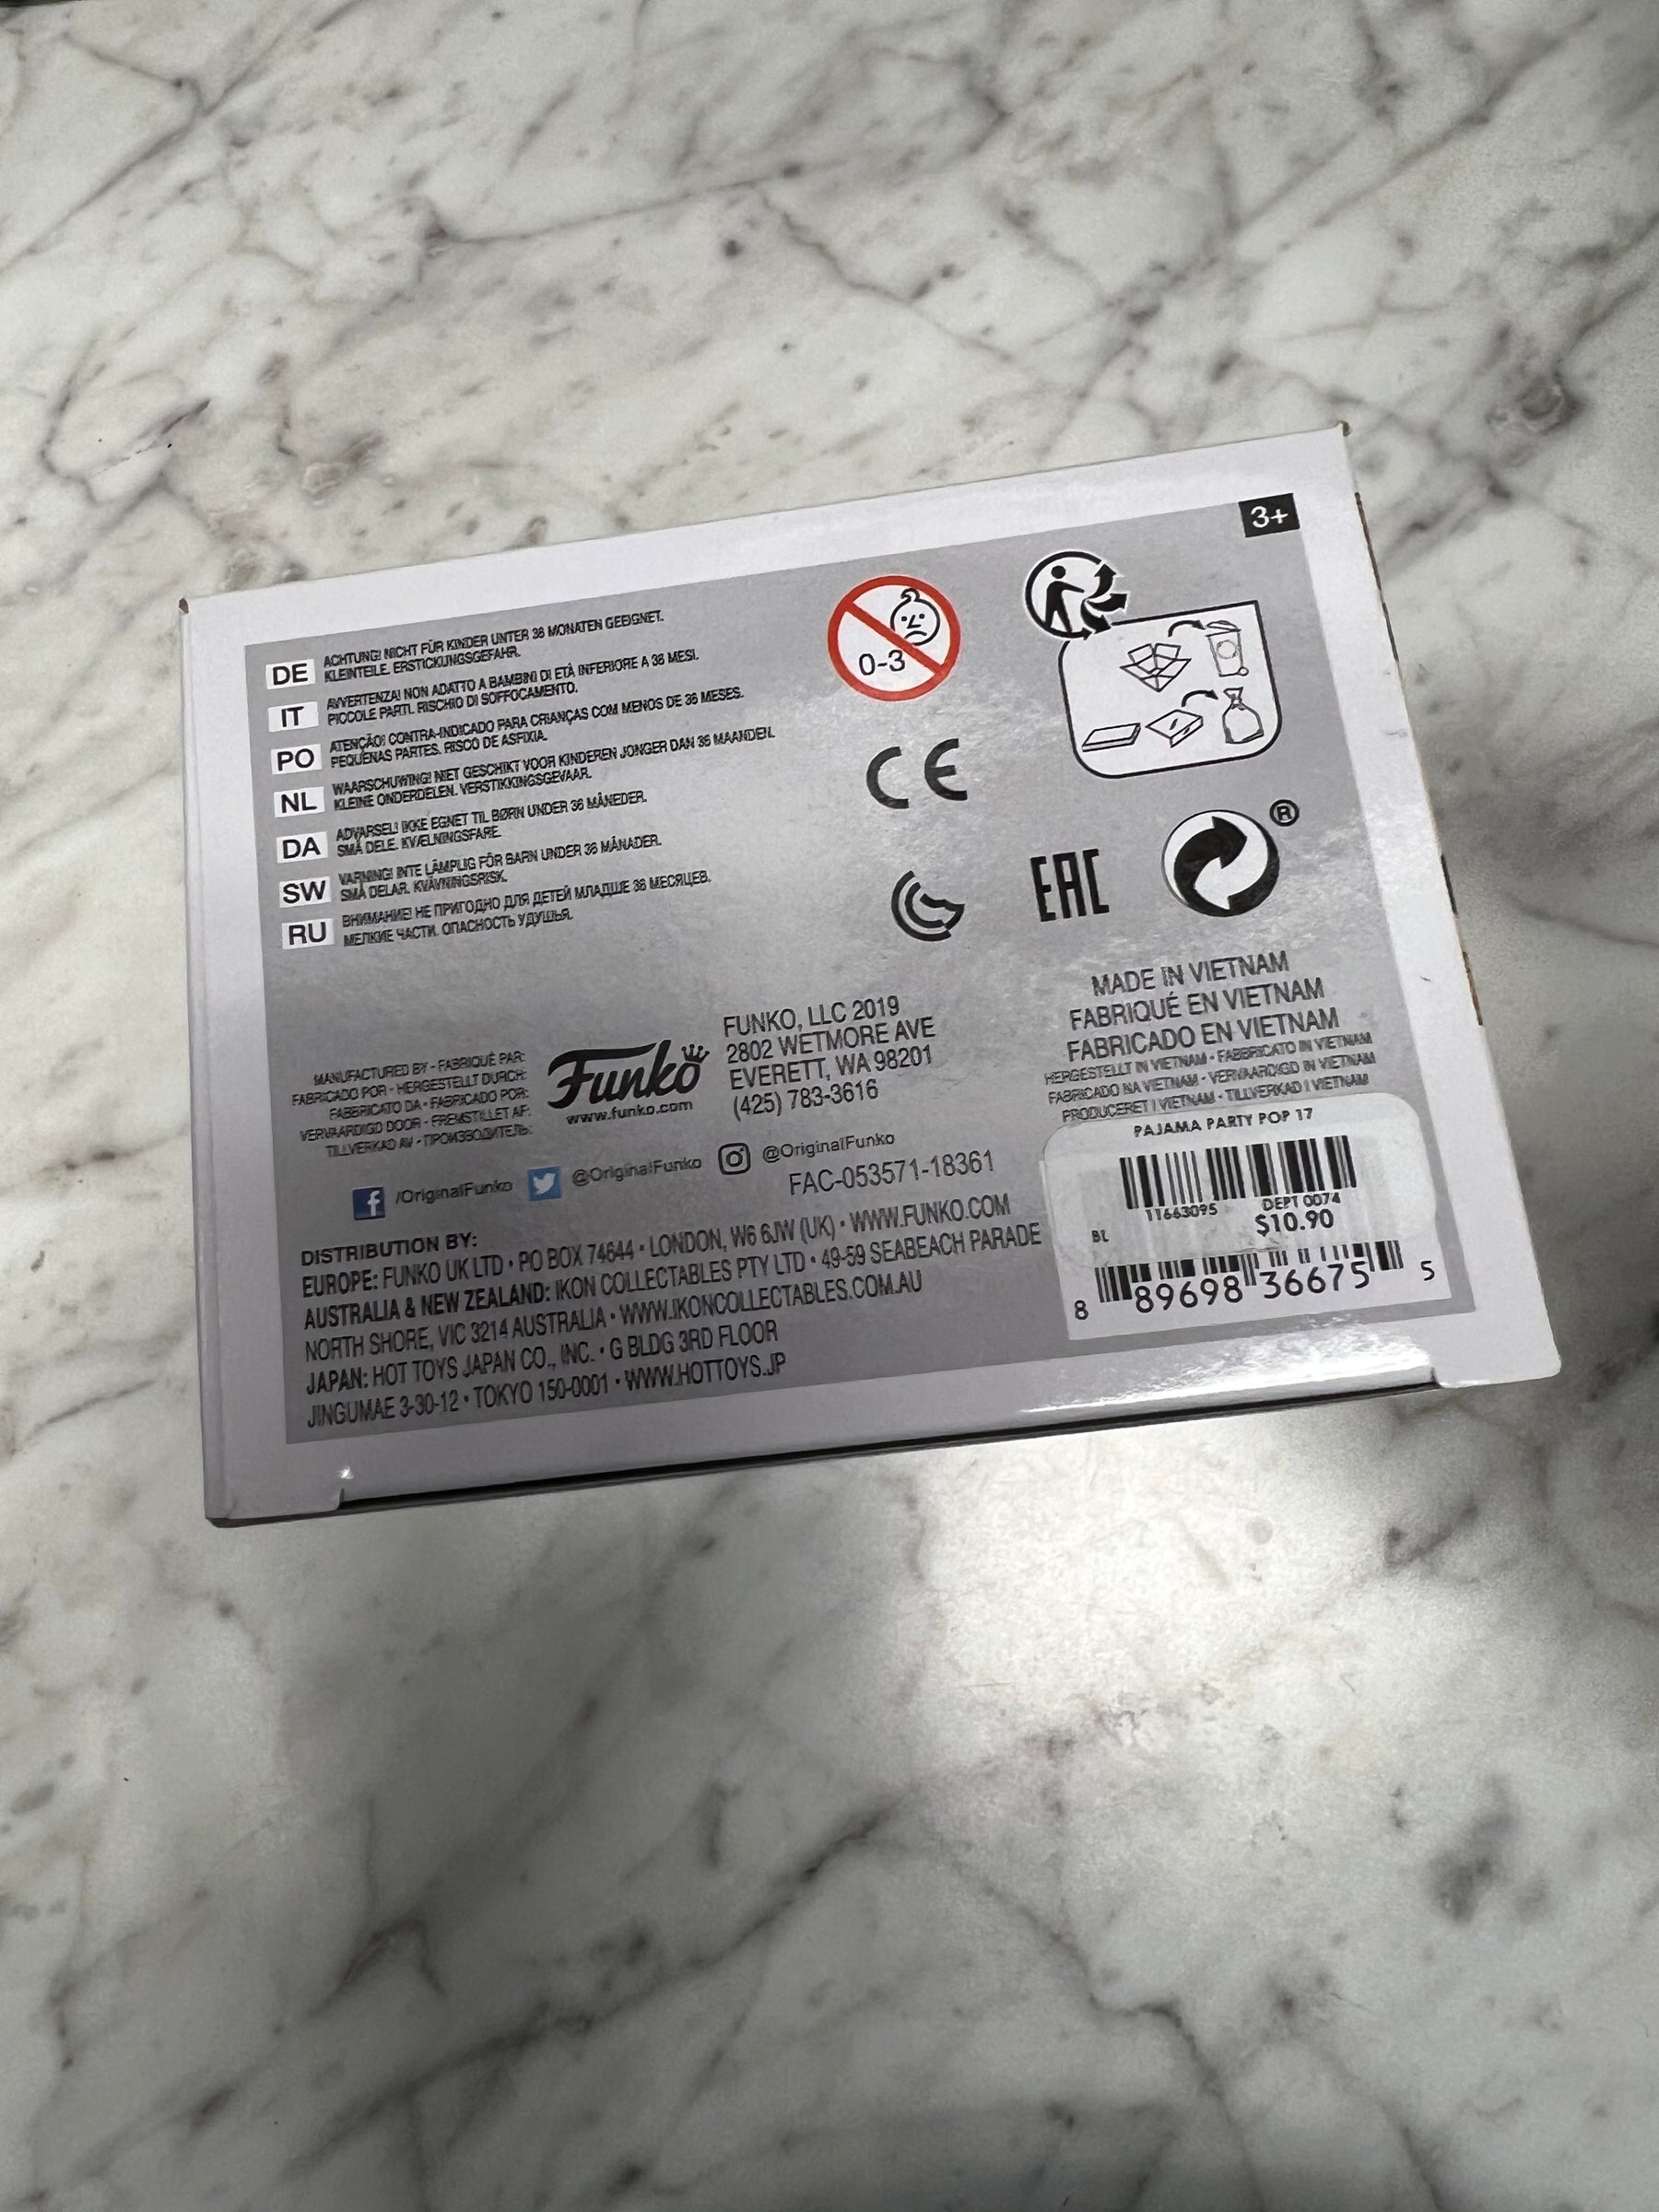 3+
DE
ACHTUNG! NICHT FÜR KINDER UNTER 36 MONATEN GEEIGNET.
KLEINTEILE. ERSTICKUNGSGEFAHR.
IT
AVVERTENZA! NON ADATTO A BAMBINI DI ETÀ INFERIORE A 36 MESI.
PICCOLE PARTI. RISCHIO DI SOFFOCAMENTO.
PO
ATENÇÃO! CONTRA-INDICADO PARA CRIANÇAS COM MENOS DE 36 MESES.
PEQUENAS PARTES. RISCO DE ASFIXIA.
NL
WAARSCHUWING! NIET GESCHIKT VOOR KINDEREN JONGER DAN 36 MAANDEN.
KLEINE ONDERDELEN. VERSTIKKINGSGEVAAR.
DA
ADVARSEL! IKKE EGNET TIL BØRN UNDER 36 MÅNEDER.
SMÅ DELE. KVÆLNINGSFARE.
SW
VARNING! INTE LÄMPLIG FÖR BARN UNDER 36 MÅNADER.
SMÅ DELAR. KVÄVNINGSRISK.
RU
ВНИМАНИЕ! НЕ ПРИГОДНО ДЛЯ ДЕТЕЙ МЛАДШЕ 36 МЕСЯЦЕВ.
МЕЛКИЕ ЧАСТИ. ОПАСНОСТЬ УДУШЬЯ.
0-3
CE
EAC
®
MADE IN VIETNAM
FABRIQUÉ EN VIETNAM
FABRICADO EN VIETNAM
HERGESTELLT IN VIETNAM • FABBRICATO IN VIETNAM
FABRICADO NA VIETNAM • VERVAARDIGD IN VIETNAM
PRODUCERET I VIETNAM • TILLVERKAD I VIETNAM
MANUFACTURED BY • FABRIQUÉ PAR:
FABRICADO POR • HERGESTELLT DURCH:
FABBRICATO DA • FABRICADO POR:
VERVAARDIGD DOOR • FREMSTILLET AF:
TILLVERKAD AV • ПРОИЗВОДИТЕЛЬ:
Funko
www.funko.com
FUNKO, LLC 2019
2802 WETMORE AVE
EVERETT, WA 98201
(425) 783-3616
/OriginalFunko
@OriginalFunko
@OriginalFunko
FAC-053571-18361
DISTRIBUTION BY:
EUROPE: FUNKO UK LTD • PO BOX 74644 • LONDON, W6 6JW (UK) • WWW.FUNKO.COM
AUSTRALIA & NEW ZEALAND: IKON COLLECTABLES PTY LTD • 49-59 SEABEACH PARADE
NORTH SHORE, VIC 3214 AUSTRALIA • WWW.IKONCOLLECTABLES.COM.AU
JAPAN: HOT TOYS JAPAN CO., INC. • G BLDG 3RD FLOOR
JINGUMAE 3-30-12 • TOKYO 150-0001 • WWW.HOTTOYS.JP
PAJAMA PARTY POP 17
11663095 DEPT 0074
BL $10.90
8 89698 36675 5